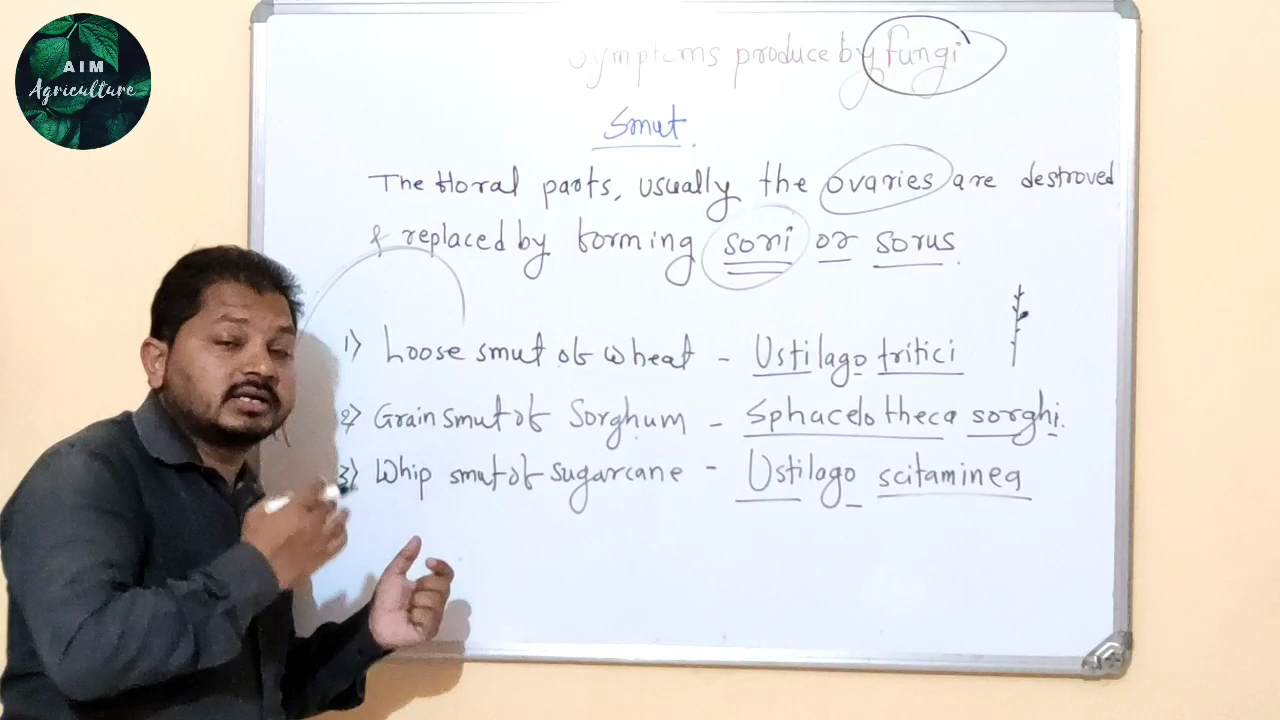 AIM
Agriculture
Symptoms produce by fungi
Smut.
The floral parts, usually the ovaries are destroyed
& replaced by forming sori or sorus.
1) Loose smut of wheat - Ustilago tritici
2) Grain smut of Sorghum - Sphacelotheca sorghi.
3) Whip smut of sugarcane - Ustilago scitaminea